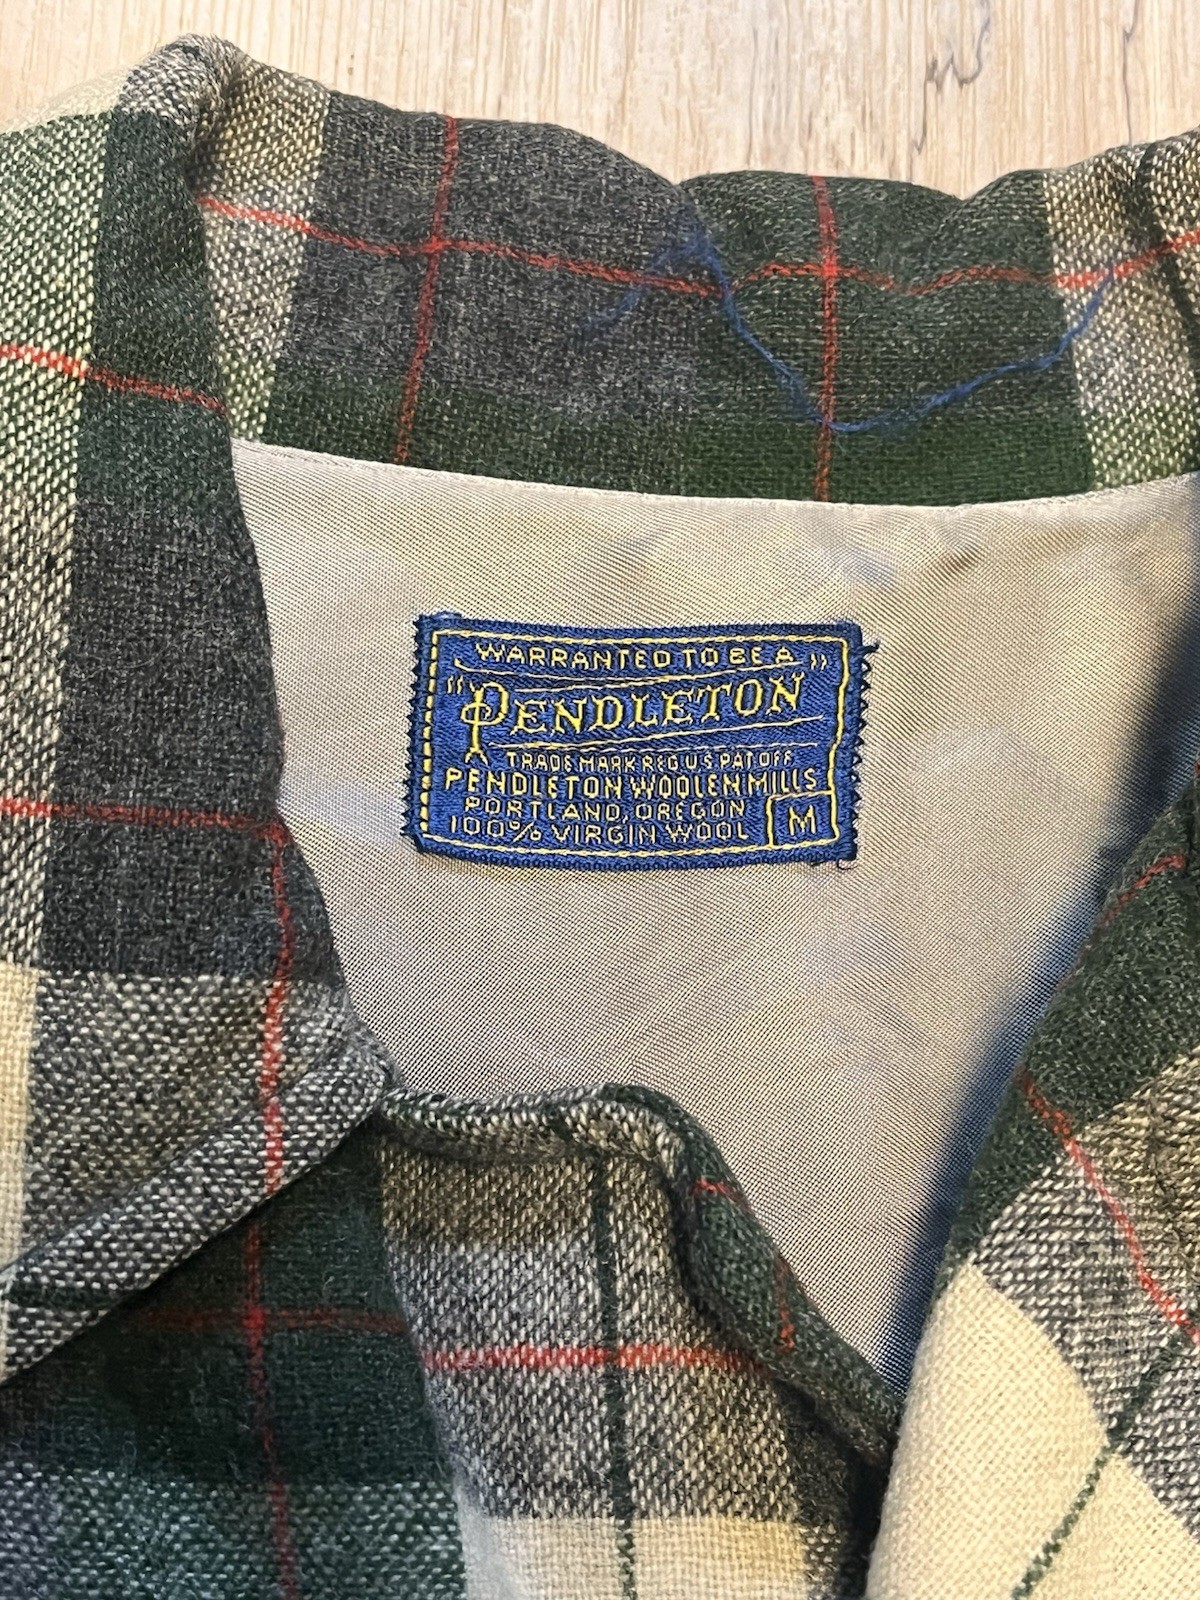 WARRANTED TO BE A
"PENDLETON"
TRADE MARK REG U S PAT OFF
PENDLETON WOOLEN MILLS
PORTLAND, OREGON
100% VIRGIN WOOL
M